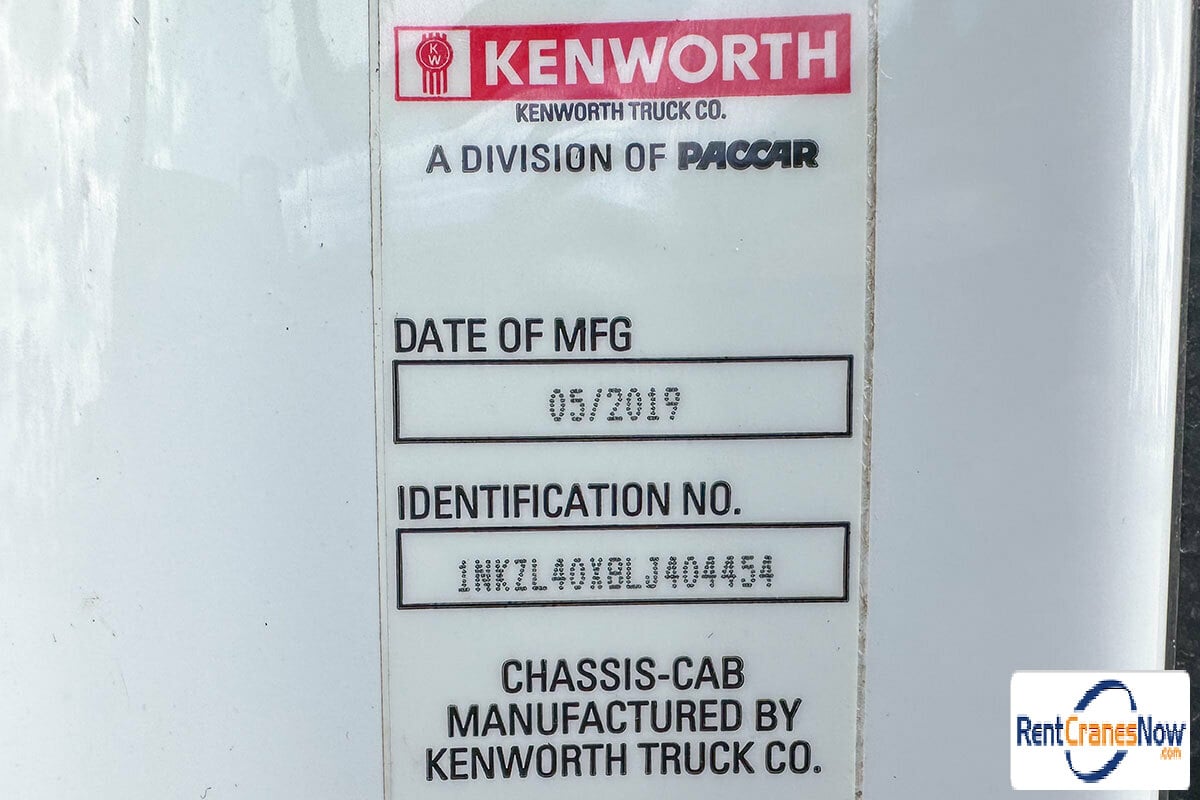 KW
KENWORTH
KENWORTH TRUCK CO.
A DIVISION OF PACCAR
DATE OF MFG
05/2019
IDENTIFICATION NO.
1NKZL40X8LJ404454
CHASSIS-CAB
MANUFACTURED BY
KENWORTH TRUCK CO.
RentCranesNow
.com